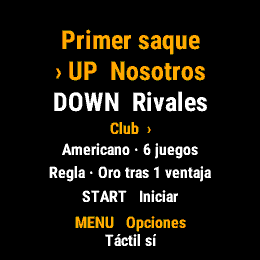 Primer saque
› UP Nosotros
DOWN Rivales
Club ›
Americano · 6 juegos
Regla · Oro tras 1 ventaja
START Iniciar
MENU Opciones
Táctil sí